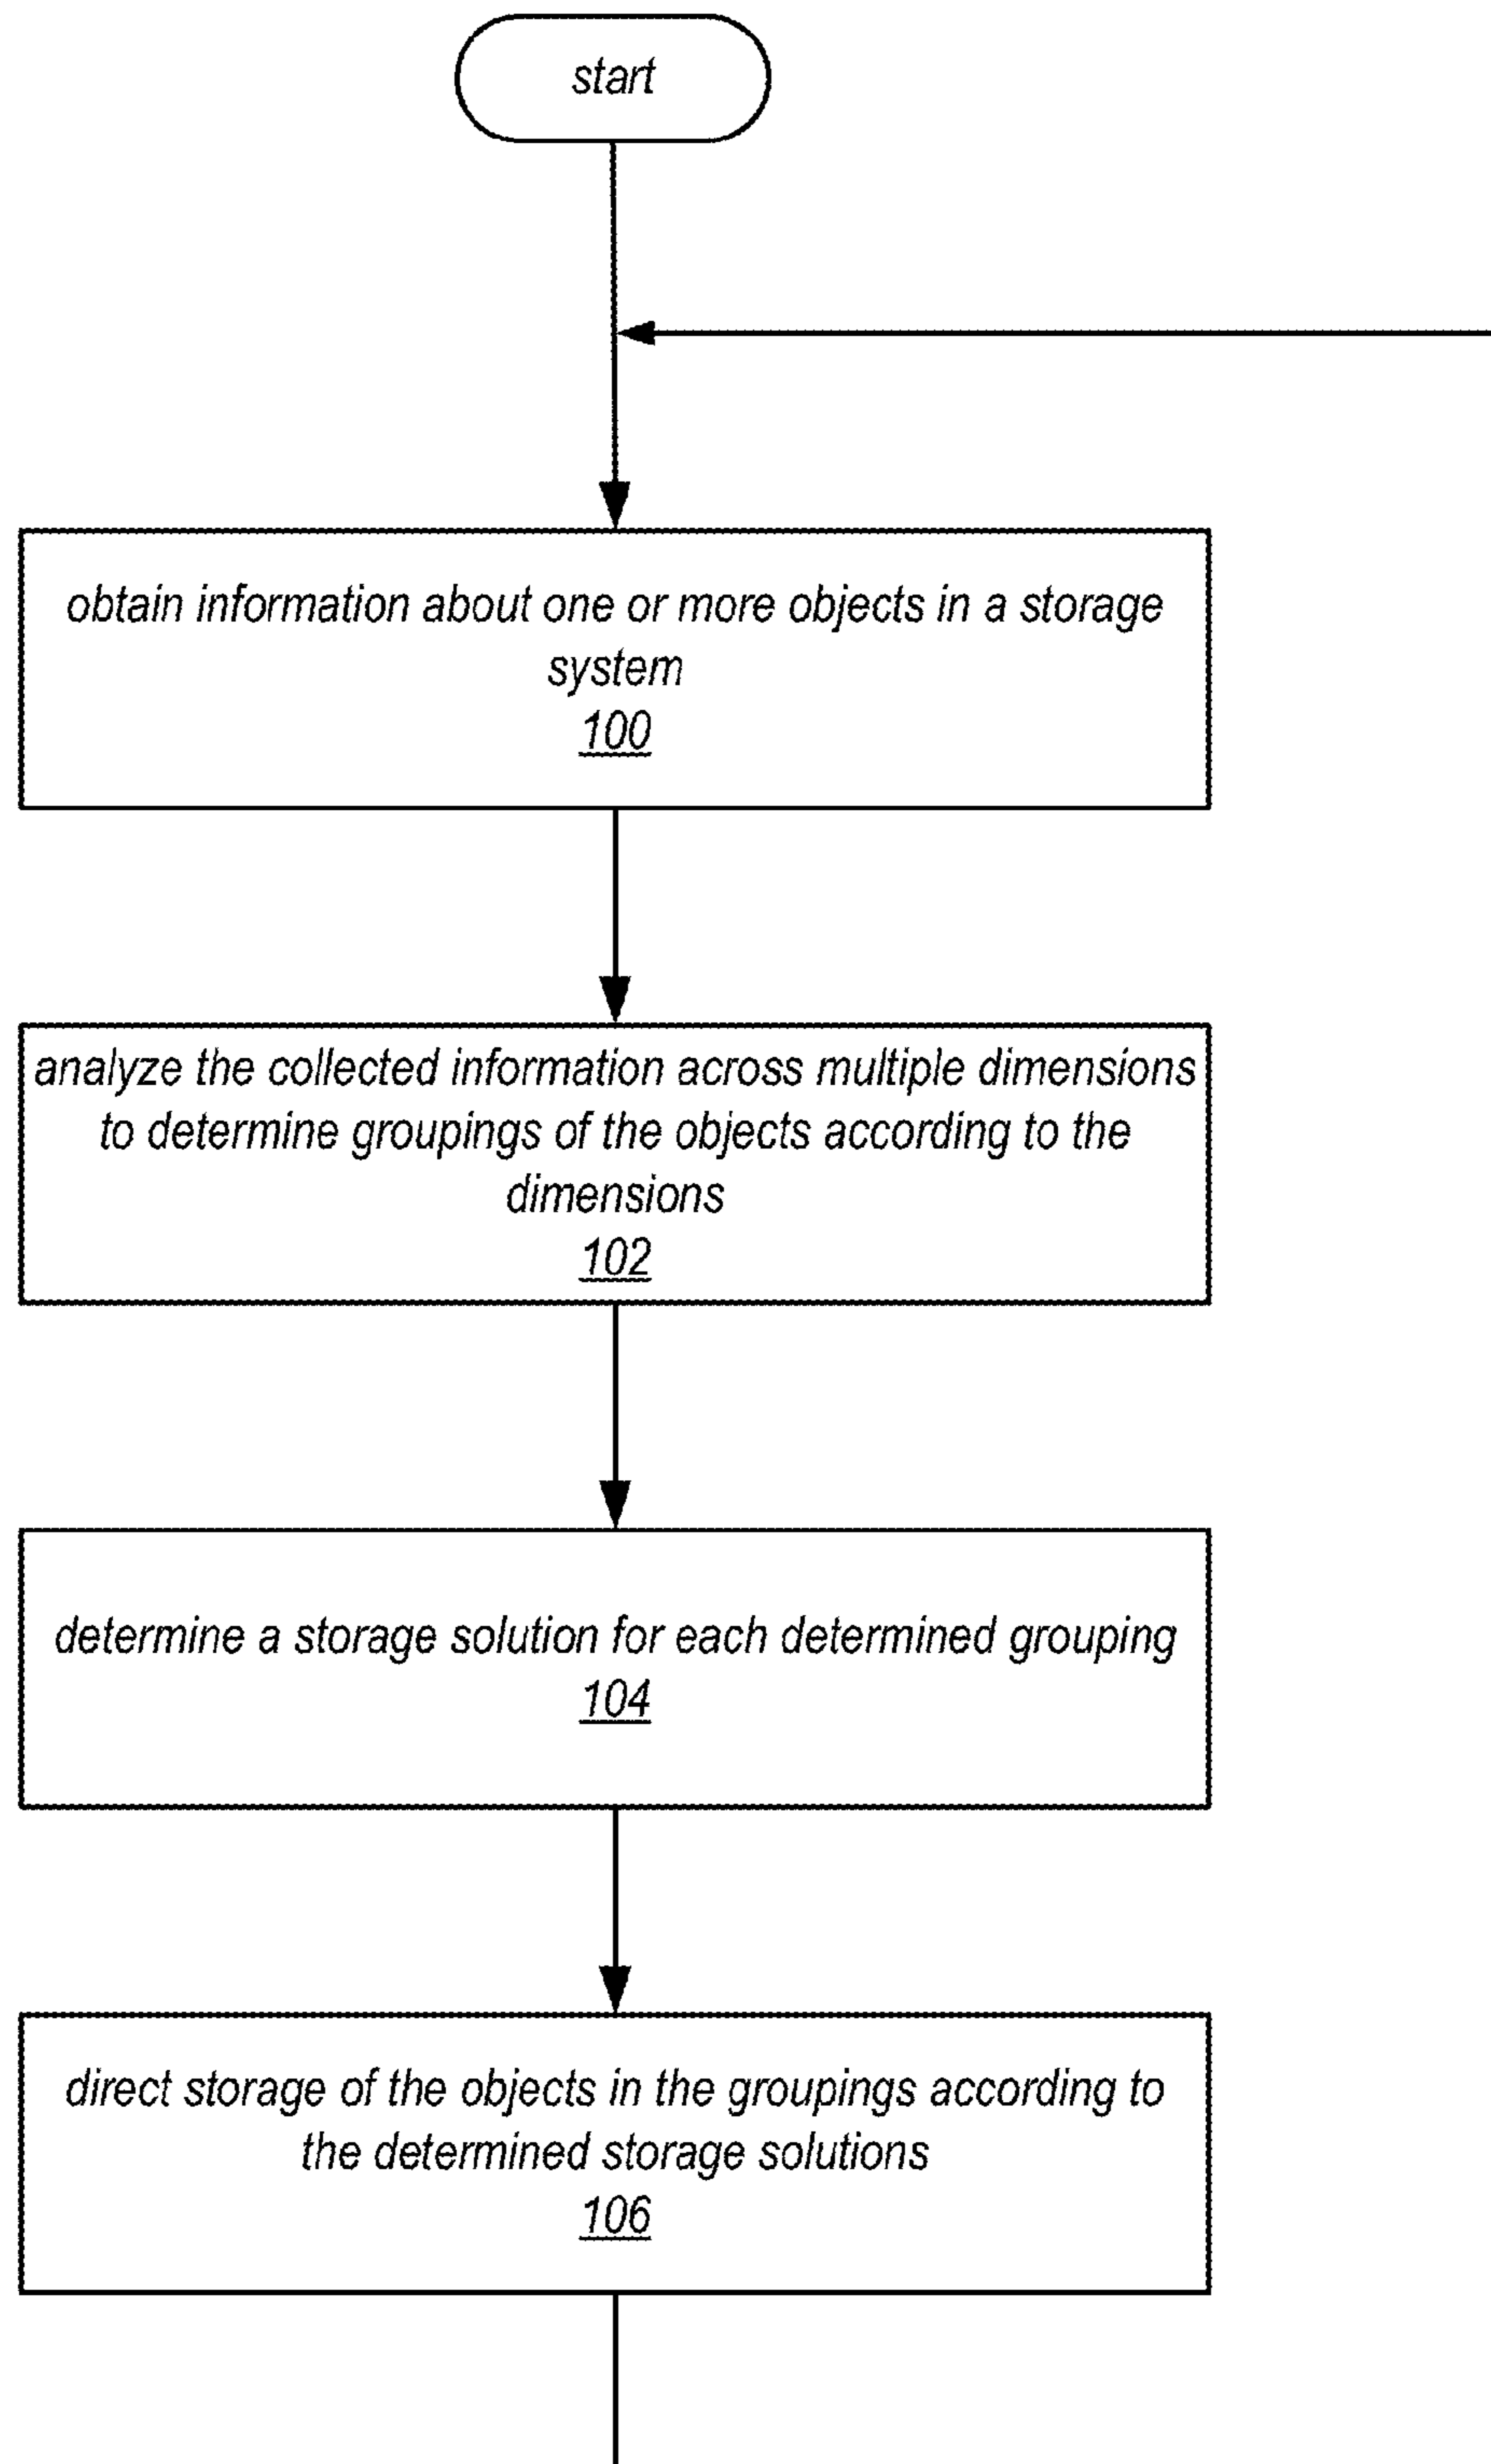 start
obtain information about one or more objects in a storage
system
100
analyze the collected information across multiple dimensions
to determine groupings of the objects according to the
dimensions
102
determine a storage solution for each determined grouping
104
direct storage of the objects in the groupings according to
the determined storage solutions
106